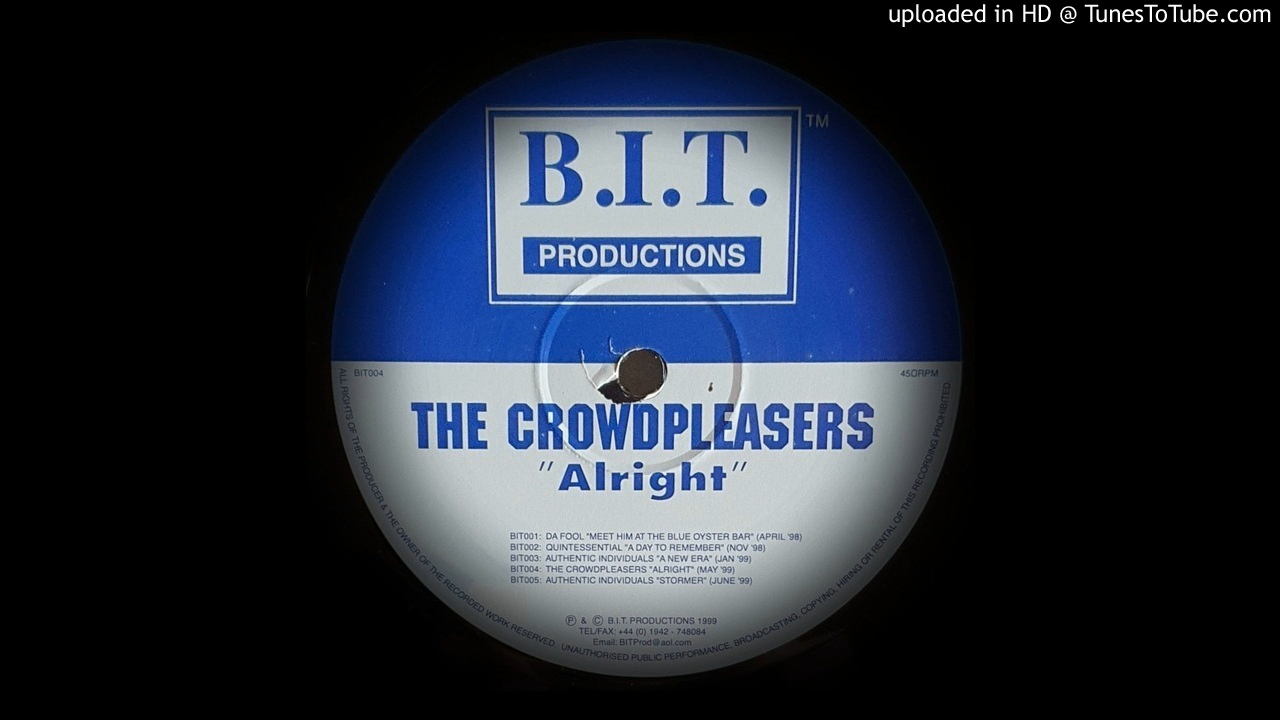 uploaded in HD @ TunesToTube.com
B.I.T.
TM
PRODUCTIONS
BIT004
45□RPM
THE CROWDPLEASERS
"Alright"
BIT001: DA FOOL "MEET HIM AT THE BLUE OYSTER BAR" (APRIL '98)
BIT002: QUINTESSENTIAL "A DAY TO REMEMBER" (NOV '98)
BIT003: AUTHENTIC INDIVIDUALS "A NEW ERA" (JAN '99)
BIT004: THE CROWDPLEASERS "ALRIGHT" (MAY '99)
BIT005: AUTHENTIC INDIVIDUALS "STORMER" (JUNE '99)
Ⓟ & Ⓒ B.I.T. PRODUCTIONS 1999
TEL/FAX: +44 (0) 1942 - 748084
Email: BITProd@aol.com
ALL RIGHTS OF THE PRODUCER & THE OWNER OF THE RECORDED WORK RESERVED. UNAUTHORISED PUBLIC PERFORMANCE, BROADCASTING, COPYING, HIRING OR RENTAL OF THIS RECORDING PROHIBITED